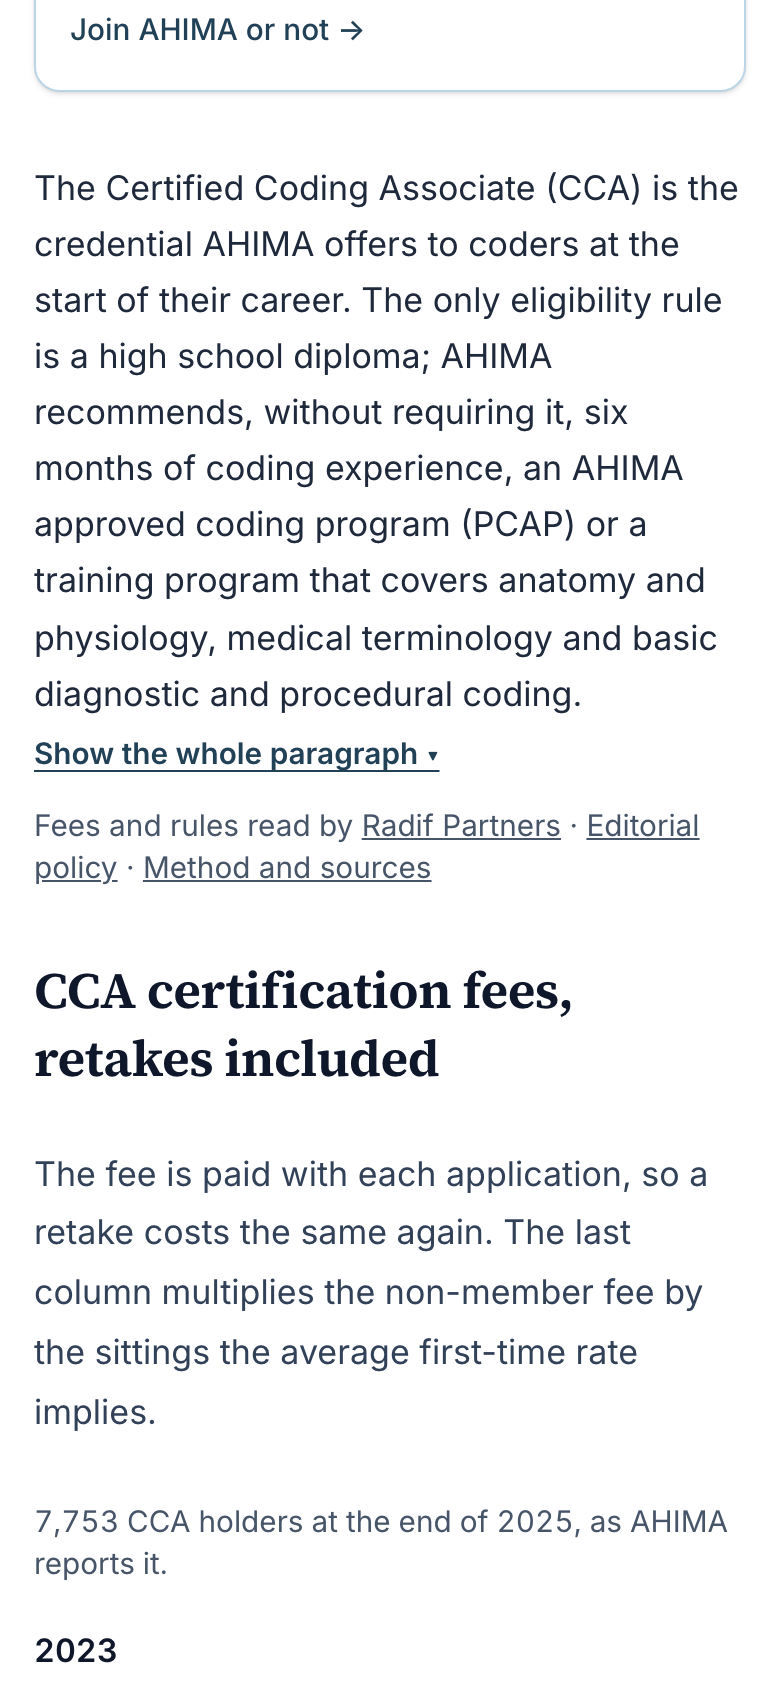 Join AHIMA or not →
The Certified Coding Associate (CCA) is the
credential AHIMA offers to coders at the
start of their career. The only eligibility rule
is a high school diploma; AHIMA
recommends, without requiring it, six
months of coding experience, an AHIMA
approved coding program (PCAP) or a
training program that covers anatomy and
physiology, medical terminology and basic
diagnostic and procedural coding.
Show the whole paragraph ▾
Fees and rules read by Radif Partners · Editorial
policy · Method and sources
CCA certification fees,
retakes included
The fee is paid with each application, so a
retake costs the same again. The last
column multiplies the non-member fee by
the sittings the average first-time rate
implies.
7,753 CCA holders at the end of 2025, as AHIMA
reports it.
2023